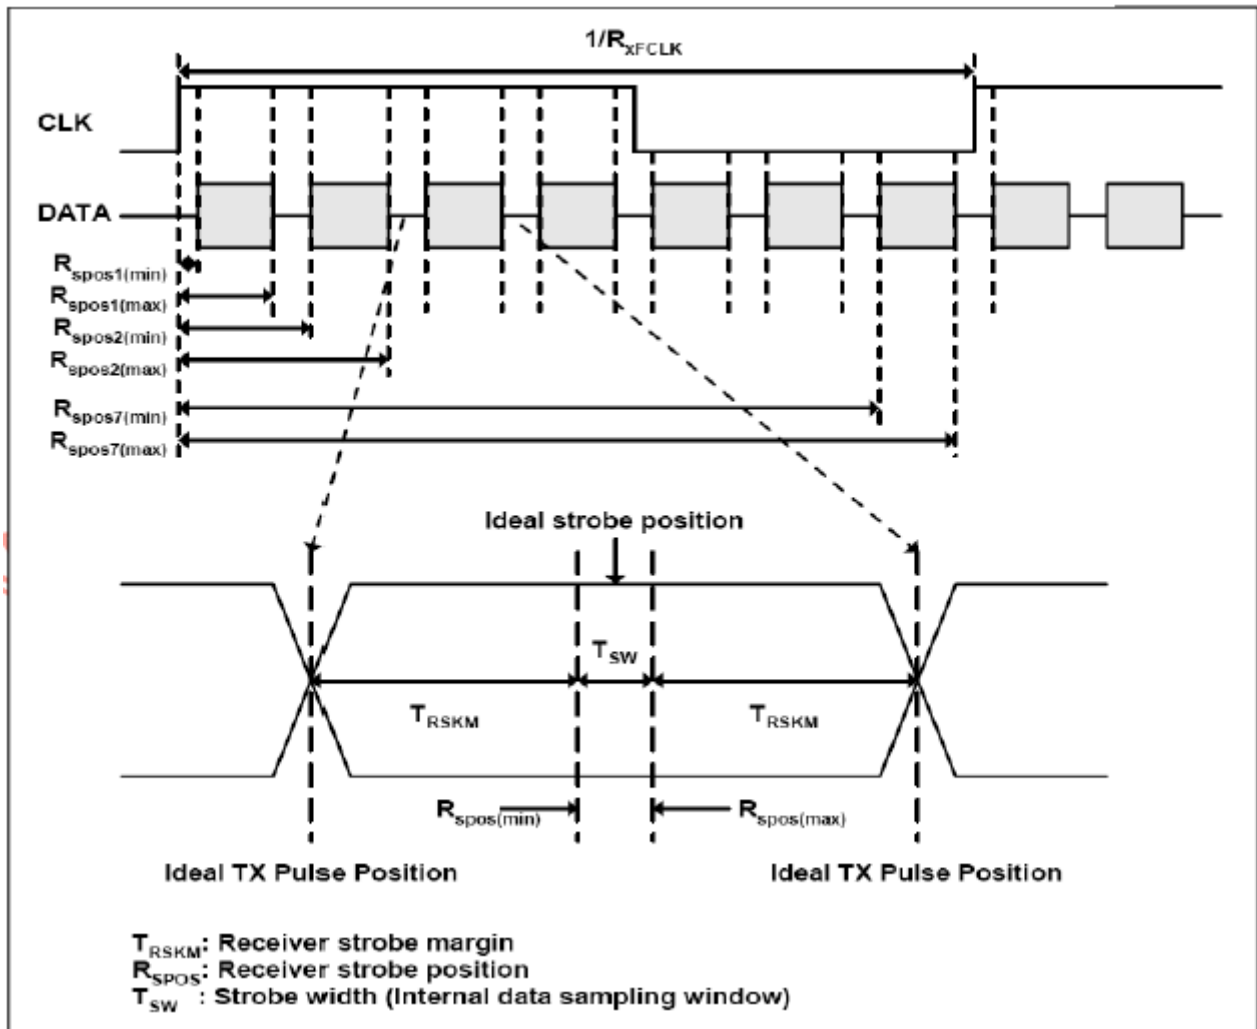 1/RxFCLK
CLK
DATA
Rspos1(min)
Rspos1(max)
Rspos2(min)
Rspos2(max)
Rspos7(min)
Rspos7(max)
Ideal strobe position
TSW
TRSKM
TRSKM
Rspos(min)
Rspos(max)
Ideal TX Pulse Position
Ideal TX Pulse Position
TRSKM: Receiver strobe margin
RSPOS: Receiver strobe position
TSW : Strobe width (Internal data sampling window)